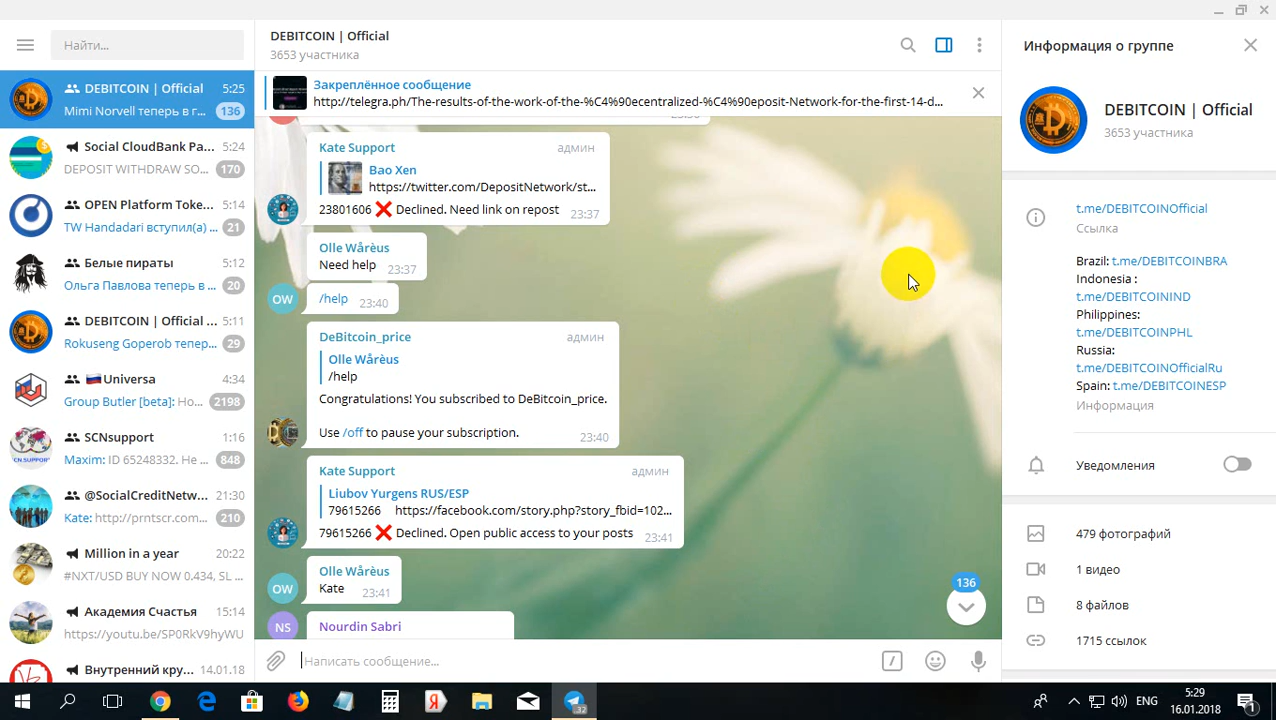 Найти...
DEBITCOIN | Official 5:25
Mimi Norvell теперь в г... 136
Social CloudBank Pa... 5:24
DEPOSIT WITHDRAW SO... 170
OPEN Platform Toke... 5:14
TW Handadari вступил(а) ... 21
Белые пираты 5:12
Ольга Павлова теперь в ... 20
DEBITCOIN | Official ... 5:11
Rokuseng Goperob тепер... 29
Universa 4:34
Group Butler [beta]: Но... 2198
SCNsupport 1:16
Maxim: ID 65248332. Не ... 848
@SocialCreditNetw... 21:30
Kate: http://prntscr.com... 210
Million in a year 20:22
#NXT/USD BUY NOW 0.434, SL ...
Академия Счастья 15:14
https://youtu.be/SP0RkV9hyWU
Внутренний кру... 14.01.18
DEBITCOIN | Official
3653 участника
Закреплённое сообщение
http://telegra.ph/The-results-of-the-work-of-the-%C4%90ecentralized-%C4%90eposit-Network-for-the-first-14-d...
Kate Support админ
Bao Xen
https://twitter.com/DepositNetwork/st...
23801606 ❌ Declined. Need link on repost 23:37
Olle Wårèus
Need help 23:37
OW /help 23:40
DeBitcoin_price админ
Olle Wårèus
/help
Congratulations! You subscribed to DeBitcoin_price.
Use /off to pause your subscription. 23:40
Kate Support админ
Liubov Yurgens RUS/ESP
79615266 https://facebook.com/story.php?story_fbid=102...
79615266 ❌ Declined. Open public access to your posts 23:41
Olle Wårèus
OW Kate 23:41
NS Nourdin Sabri
136
Написать сообщение...
Информация о группе
DEBITCOIN | Official
3653 участника
t.me/DEBITCOINOfficial
Ссылка
Brazil: t.me/DEBITCOINBRA
Indonesia :
t.me/DEBITCOININD
Philippines:
t.me/DEBITCOINPHL
Russia:
t.me/DEBITCOINOfficialRu
Spain: t.me/DEBITCOINESP
Информация
Уведомления
479 фотографий
1 видео
8 файлов
1715 ссылок
32
ENG
5:29
16.01.2018
1